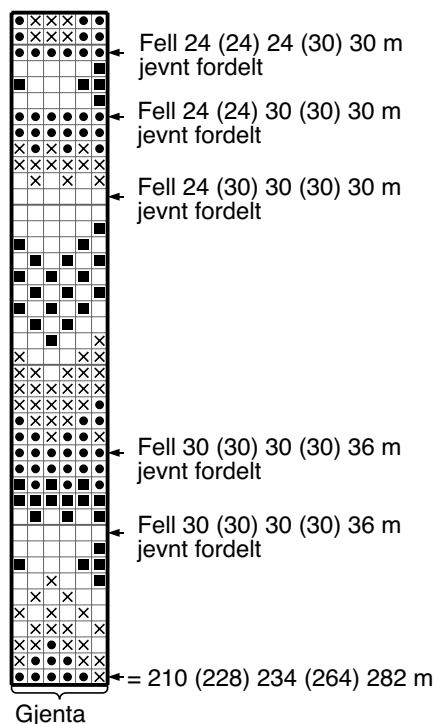 Fell 24 (24) 24 (30) 30 m
jevnt fordelt
Fell 24 (24) 30 (30) 30 m
jevnt fordelt
Fell 24 (30) 30 (30) 30 m
jevnt fordelt
Fell 30 (30) 30 (30) 36 m
jevnt fordelt
Fell 30 (30) 30 (30) 36 m
jevnt fordelt
= 210 (228) 234 (264) 282 m
Gjenta